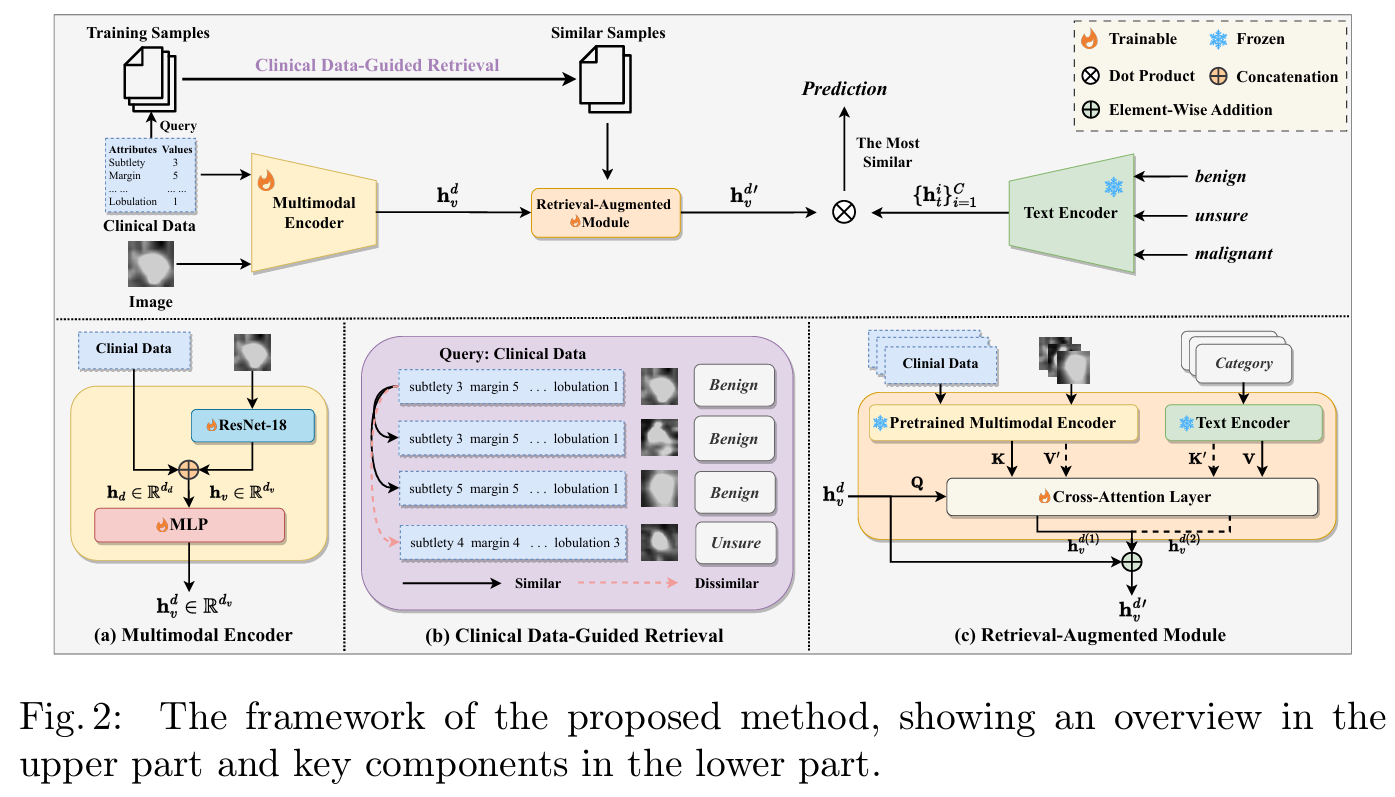 Training Samples
Similar Samples
Clinical Data-Guided Retrieval
Query
Attributes Values
Subtlety 3
Margin 5
... ... ... ...
Lobulation 1
Clinical Data
Image
Multimodal
Encoder
𝐡_v^d
Retrieval-Augmented
Module
𝐡_v^{d′}
Prediction
The Most
Similar
{𝐡_t^i}_{i=1}^C
Text Encoder
benign
unsure
malignant
Trainable
Frozen
Dot Product
Concatenation
Element-Wise Addition
Clinial Data
ResNet-18
𝐡_d ∈ ℝ^{d_d}
𝐡_v ∈ ℝ^{d_v}
MLP
𝐡_v^d ∈ ℝ^{d_v}
(a) Multimodal Encoder
Query: Clinical Data
subtlety 3 margin 5 . . . lobulation 1
Benign
subtlety 3 margin 5 . . . lobulation 1
Benign
subtlety 5 margin 5 . . . lobulation 1
Benign
subtlety 4 margin 4 . . . lobulation 3
Unsure
Similar
Dissimilar
(b) Clinical Data-Guided Retrieval
Clinial Data
Category
Pretrained Multimodal Encoder
Text Encoder
K
V′
K′
V
𝐡_v^d
Q
Cross-Attention Layer
𝐡_v^{d(1)}
𝐡_v^{d(2)}
𝐡_v^{d′}
(c) Retrieval-Augmented Module
Fig. 2: The framework of the proposed method, showing an overview in the
upper part and key components in the lower part.